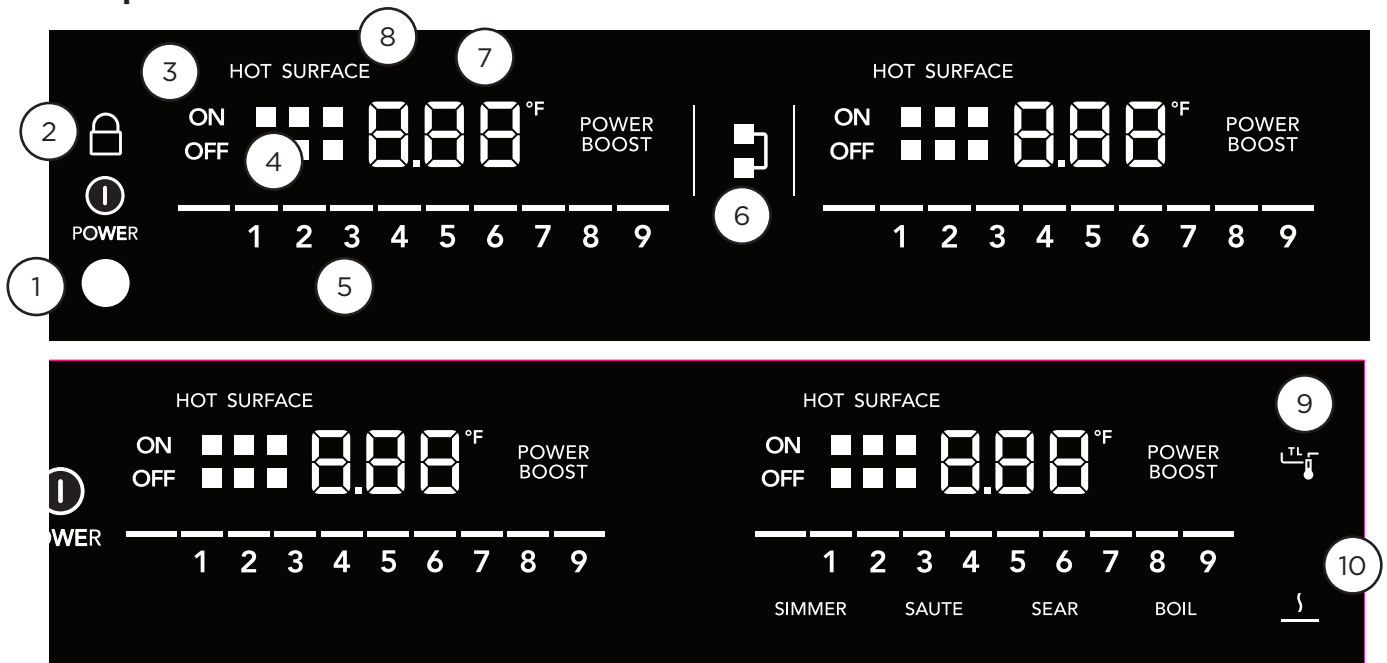 8
7
3
HOT SURFACE
HOT SURFACE
2
ON
8.88 °F
POWER BOOST
OFF
4
ON
8.88 °F
POWER BOOST
OFF
6
POWER
1 2 3 4 5 6 7 8 9
1 2 3 4 5 6 7 8 9
1
5
HOT SURFACE
HOT SURFACE
9
ON
8.88 °F
POWER BOOST
OFF
ON
8.88 °F
POWER BOOST
OFF
TL
OWER
1 2 3 4 5 6 7 8 9
1 2 3 4 5 6 7 8 9
10
SIMMER SAUTE SEAR BOIL